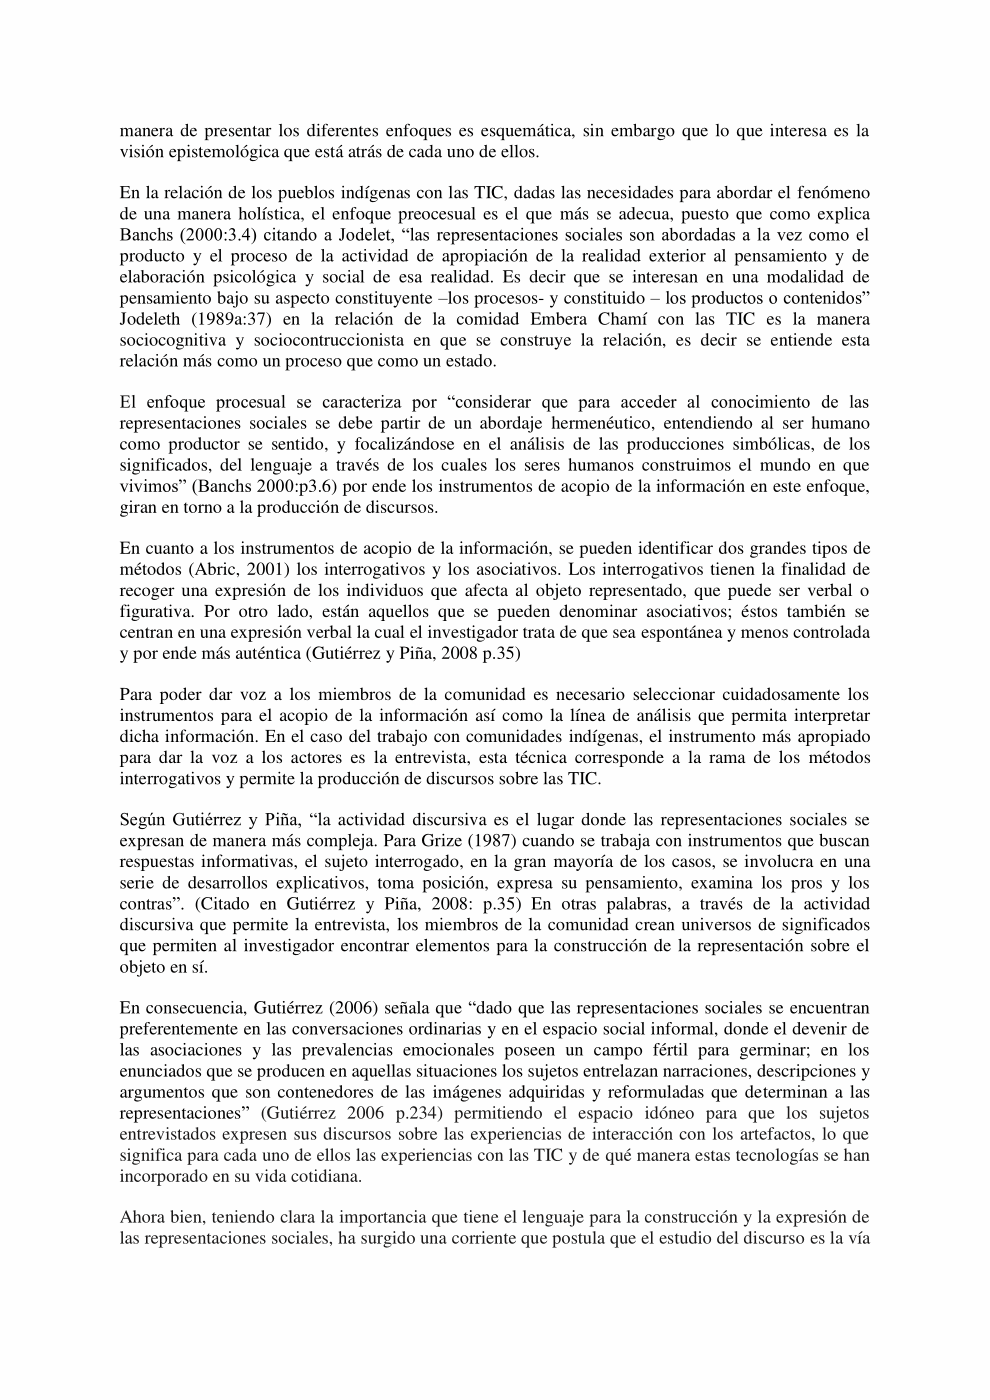 manera de presentar los diferentes enfoques es esquemática, sin embargo que lo que interesa es la
visión epistemológica que está atrás de cada uno de ellos.
En la relación de los pueblos indígenas con las TIC, dadas las necesidades para abordar el fenómeno
de una manera holística, el enfoque preocesual es el que más se adecua, puesto que como explica
Banchs (2000:3.4) citando a Jodelet, “las representaciones sociales son abordadas a la vez como el
producto y el proceso de la actividad de apropiación de la realidad exterior al pensamiento y de
elaboración psicológica y social de esa realidad. Es decir que se interesan en una modalidad de
pensamiento bajo su aspecto constituyente –los procesos- y constituido – los productos o contenidos”
Jodeleth (1989a:37) en la relación de la comidad Embera Chamí con las TIC es la manera
sociocognitiva y sociocontruccionista en que se construye la relación, es decir se entiende esta
relación más como un proceso que como un estado.
El enfoque procesual se caracteriza por “considerar que para acceder al conocimiento de las
representaciones sociales se debe partir de un abordaje hermenéutico, entendiendo al ser humano
como productor se sentido, y focalizándose en el análisis de las producciones simbólicas, de los
significados, del lenguaje a través de los cuales los seres humanos construimos el mundo en que
vivimos” (Banchs 2000:p3.6) por ende los instrumentos de acopio de la información en este enfoque,
giran en torno a la producción de discursos.
En cuanto a los instrumentos de acopio de la información, se pueden identificar dos grandes tipos de
métodos (Abric, 2001) los interrogativos y los asociativos. Los interrogativos tienen la finalidad de
recoger una expresión de los individuos que afecta al objeto representado, que puede ser verbal o
figurativa. Por otro lado, están aquellos que se pueden denominar asociativos; éstos también se
centran en una expresión verbal la cual el investigador trata de que sea espontánea y menos controlada
y por ende más auténtica (Gutiérrez y Piña, 2008 p.35)
Para poder dar voz a los miembros de la comunidad es necesario seleccionar cuidadosamente los
instrumentos para el acopio de la información así como la línea de análisis que permita interpretar
dicha información. En el caso del trabajo con comunidades indígenas, el instrumento más apropiado
para dar la voz a los actores es la entrevista, esta técnica corresponde a la rama de los métodos
interrogativos y permite la producción de discursos sobre las TIC.
Según Gutiérrez y Piña, “la actividad discursiva es el lugar donde las representaciones sociales se
expresan de manera más compleja. Para Grize (1987) cuando se trabaja con instrumentos que buscan
respuestas informativas, el sujeto interrogado, en la gran mayoría de los casos, se involucra en una
serie de desarrollos explicativos, toma posición, expresa su pensamiento, examina los pros y los
contras”. (Citado en Gutiérrez y Piña, 2008: p.35) En otras palabras, a través de la actividad
discursiva que permite la entrevista, los miembros de la comunidad crean universos de significados
que permiten al investigador encontrar elementos para la construcción de la representación sobre el
objeto en sí.
En consecuencia, Gutiérrez (2006) señala que “dado que las representaciones sociales se encuentran
preferentemente en las conversaciones ordinarias y en el espacio social informal, donde el devenir de
las asociaciones y las prevalencias emocionales poseen un campo fértil para germinar; en los
enunciados que se producen en aquellas situaciones los sujetos entrelazan narraciones, descripciones y
argumentos que son contenedores de las imágenes adquiridas y reformuladas que determinan a las
representaciones” (Gutiérrez 2006 p.234) permitiendo el espacio idóneo para que los sujetos
entrevistados expresen sus discursos sobre las experiencias de interacción con los artefactos, lo que
significa para cada uno de ellos las experiencias con las TIC y de qué manera estas tecnologías se han
incorporado en su vida cotidiana.
Ahora bien, teniendo clara la importancia que tiene el lenguaje para la construcción y la expresión de
las representaciones sociales, ha surgido una corriente que postula que el estudio del discurso es la vía